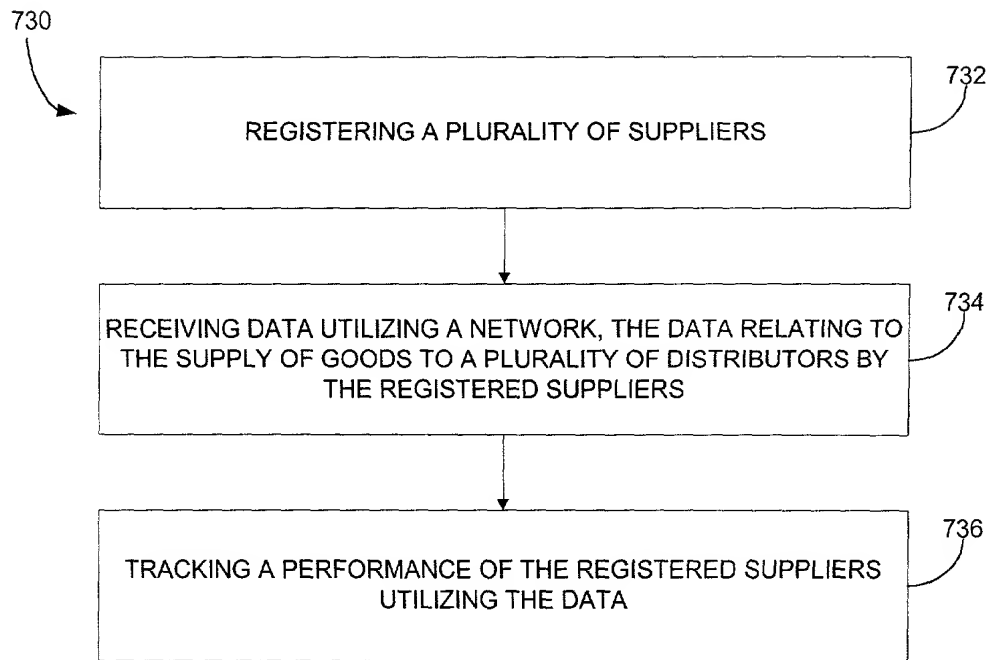 730
732
REGISTERING A PLURALITY OF SUPPLIERS
734
RECEIVING DATA UTILIZING A NETWORK, THE DATA RELATING TO
THE SUPPLY OF GOODS TO A PLURALITY OF DISTRIBUTORS BY
THE REGISTERED SUPPLIERS
736
TRACKING A PERFORMANCE OF THE REGISTERED SUPPLIERS
UTILIZING THE DATA